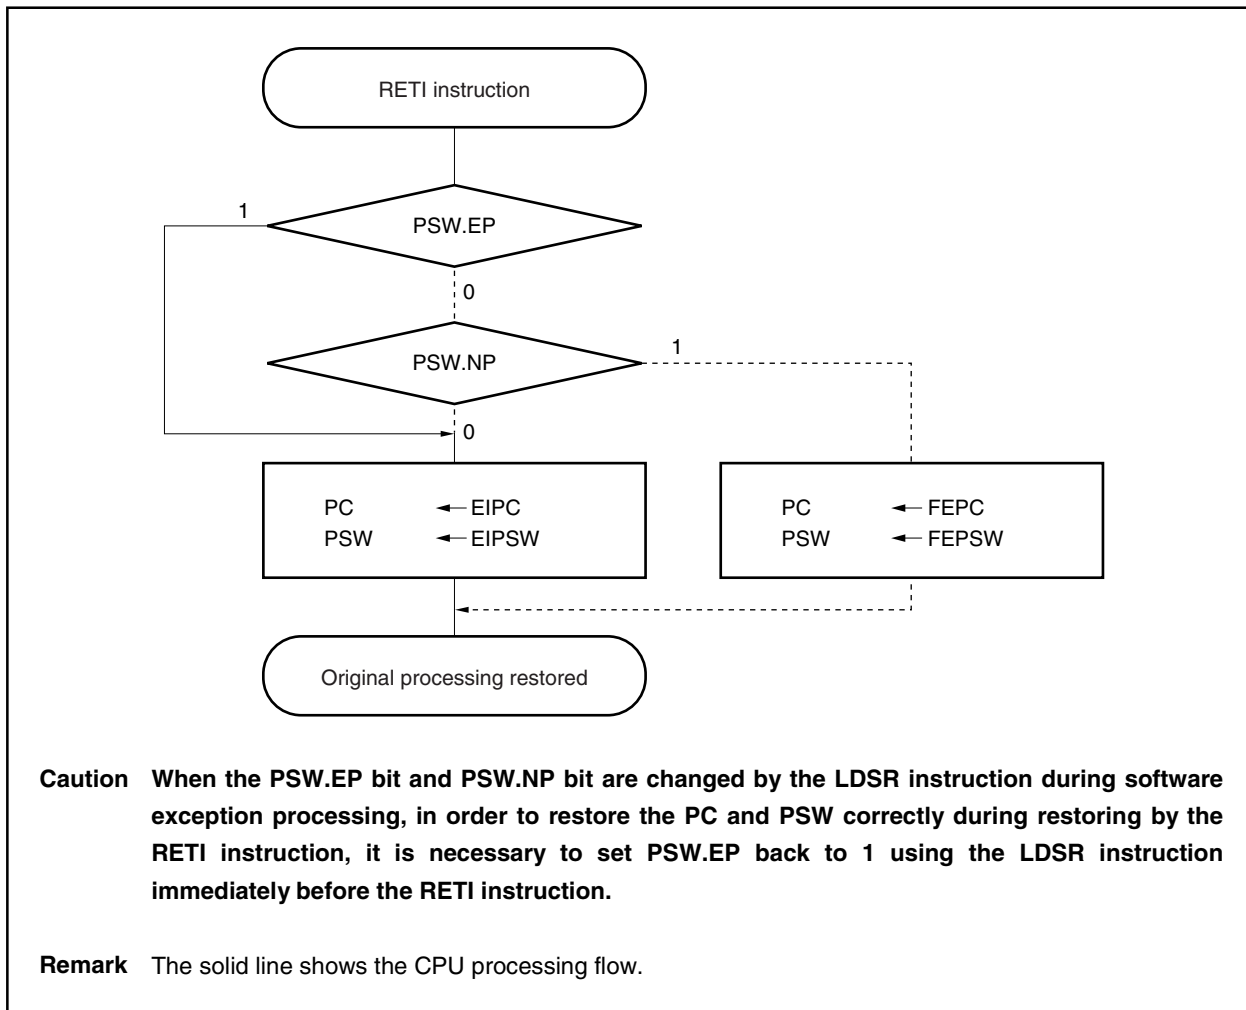 RETI instruction
1
PSW.EP
0
PSW.NP
1
0
PC ← EIPC
PSW ← EIPSW
PC ← FEPC
PSW ← FEPSW
Original processing restored
Caution When the PSW.EP bit and PSW.NP bit are changed by the LDSR instruction during software
exception processing, in order to restore the PC and PSW correctly during restoring by the
RETI instruction, it is necessary to set PSW.EP back to 1 using the LDSR instruction
immediately before the RETI instruction.
Remark The solid line shows the CPU processing flow.